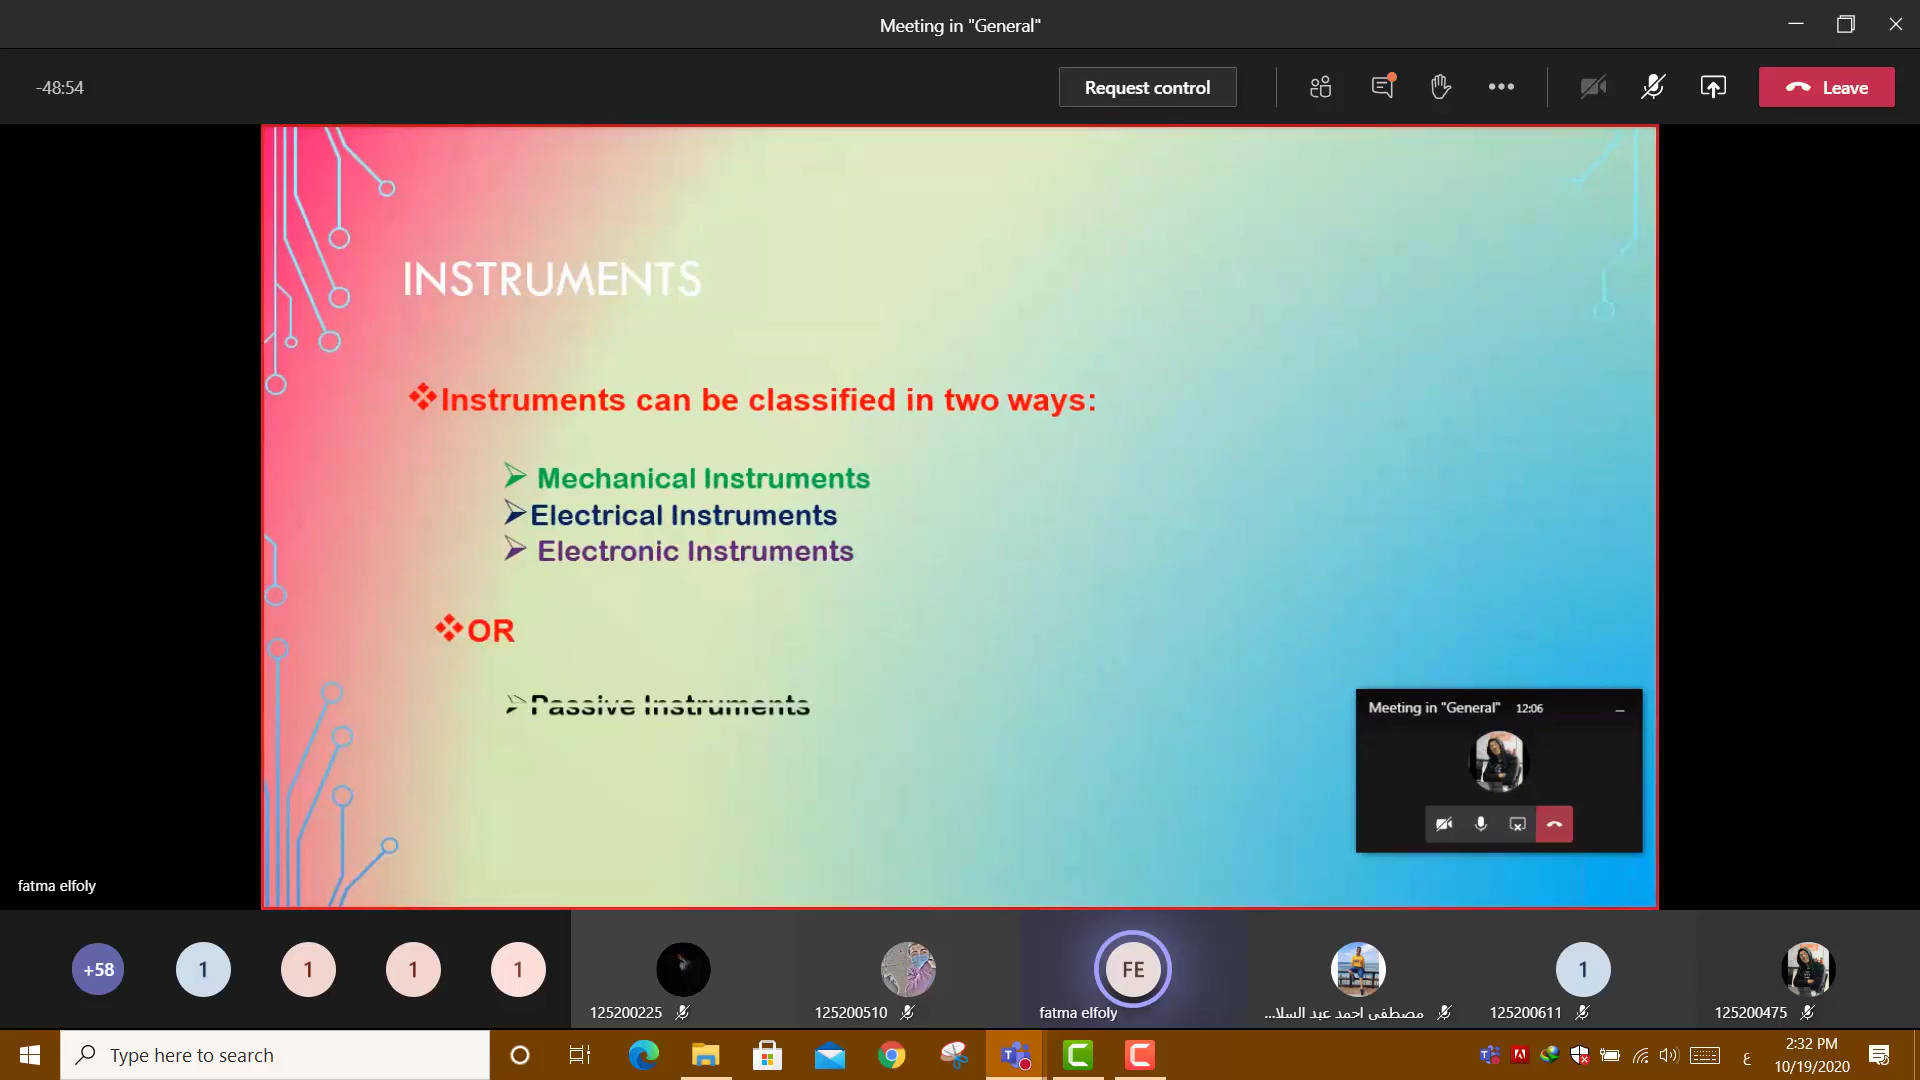 Meeting in "General"
-48:54
Request control
Leave
INSTRUMENTS
Instruments can be classified in two ways:
Mechanical Instruments
Electrical Instruments
Electronic Instruments
OR
Passive Instruments
Meeting in "General" 12:06
fatma elfoly
+58
1
1
1
1
125200225
125200510
FE
fatma elfoly
مصطفى احمد عبد السلا...
1
125200611
125200475
Type here to search
ع
2:32 PM
10/19/2020